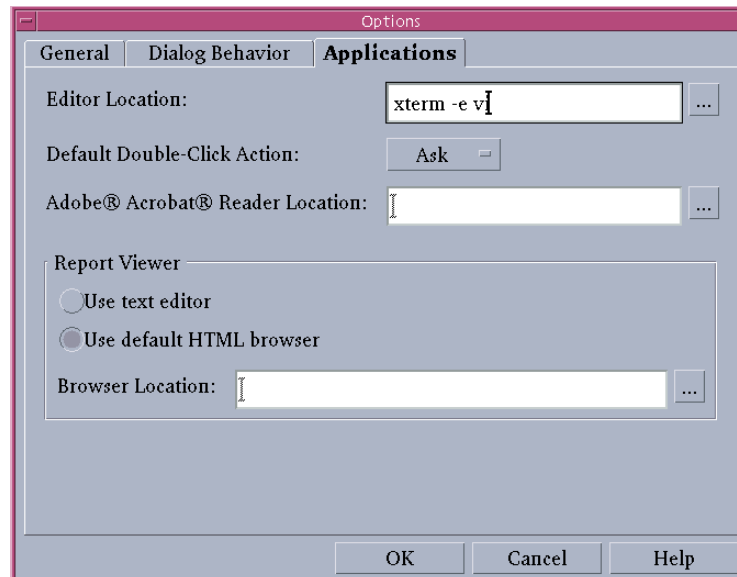 Options
General Dialog Behavior Applications
Editor Location: xterm -e vi ...
Default Double-Click Action: Ask
Adobe® Acrobat® Reader Location: ...
Report Viewer
Use text editor
Use default HTML browser
Browser Location: ...
OK Cancel Help